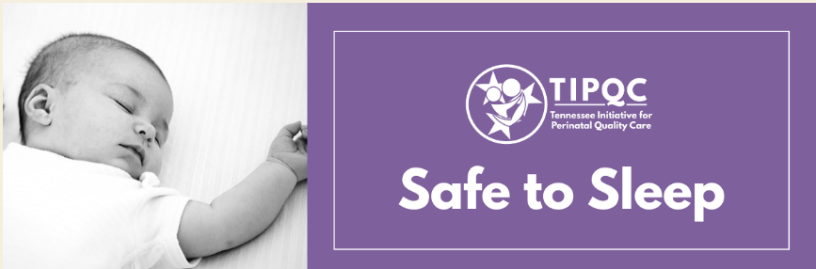 TIPQC
Tennessee Initiative for
Perinatal Quality Care
Safe to Sleep